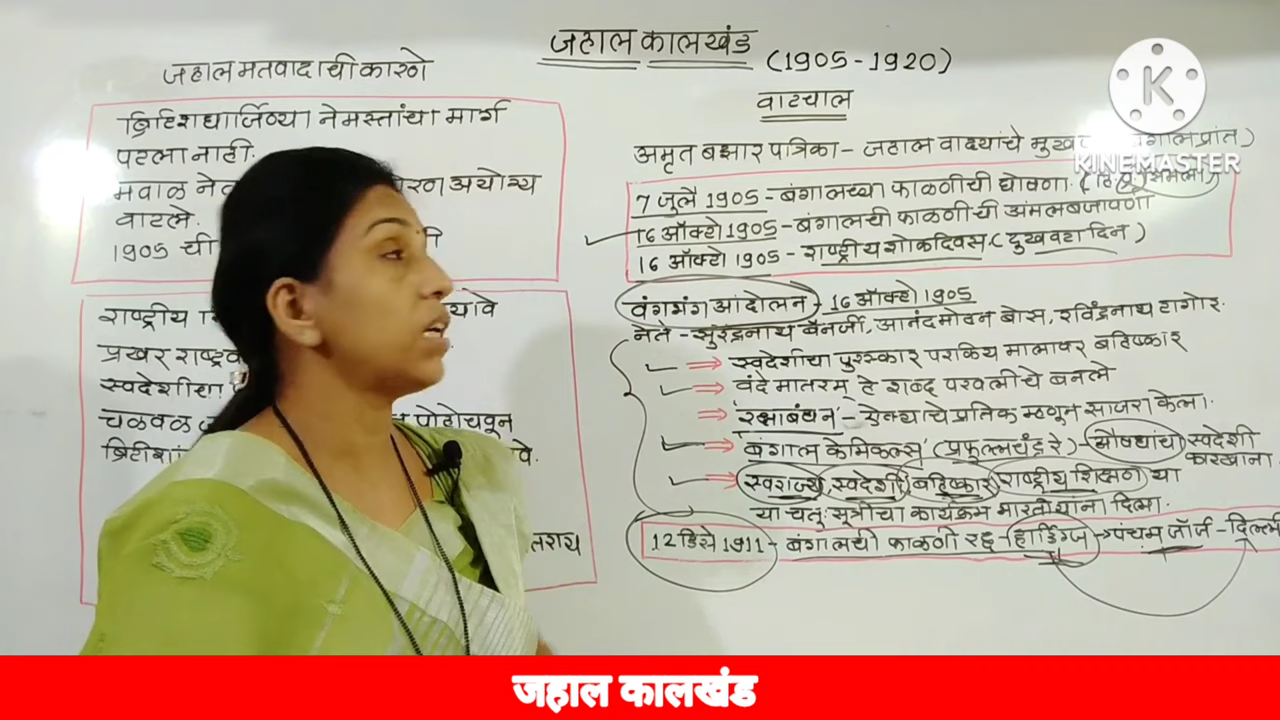 जहाल कालखंड (1905-1920)
जहाल मतवादाची कारणे
ब्रिटिशधार्जिण्या नेमस्तांचा मार्ग
पटला नाही.
मवाळ अयोग्य
वाटले.
1905 ची
राष्ट्रीय
प्रखर
स्वदेशीचा
चळवळ पोहोचवून
वाटचाल
अमृत बझार पत्रिका - जहाल वाद्यांचे प्रांत)
7 जुलै 1905 - बंगालच्या फाळणीची घोषणा.
16 ऑक्टो 1905 - बंगालची फाळणीची अंमलबजावणी
16 ऑक्टो 1905 - राष्ट्रीय शोकदिवस (दुखवटा दिन)
वंगभंग आंदोलन - 16 ऑक्टो 1905
नेते - सुरेंद्रनाथ बॅनर्जी, आनंदमोहन बोस, रविंद्रनाथ टागोर.
⇒ स्वदेशीचा पुरस्कार परकिय मालावर बहिष्कार
⇒ वंदे मातरम् हे शब्द परवलीचे बनले
⇒ 'रक्षाबंधन' - ऐक्याचे प्रतिक म्हणून साजरा केला.
⇒ 'बंगाल केमिकल्स' (प्रफुल्लचंद्र रे) - औषधांचा स्वदेशी
कारखाना.
⇒ स्वराज्य, स्वदेशी, बहिष्कार, राष्ट्रीय शिक्षण या
या चतुःसूत्रीचा कार्यक्रम भारतीयांना दिला.
12 डिसे 1911 - बंगालची फाळणी रद्द - हार्डिंग्ज → पंचम जॉर्ज - दिल्ली
K
KINEMASTER
जहाल कालखंड